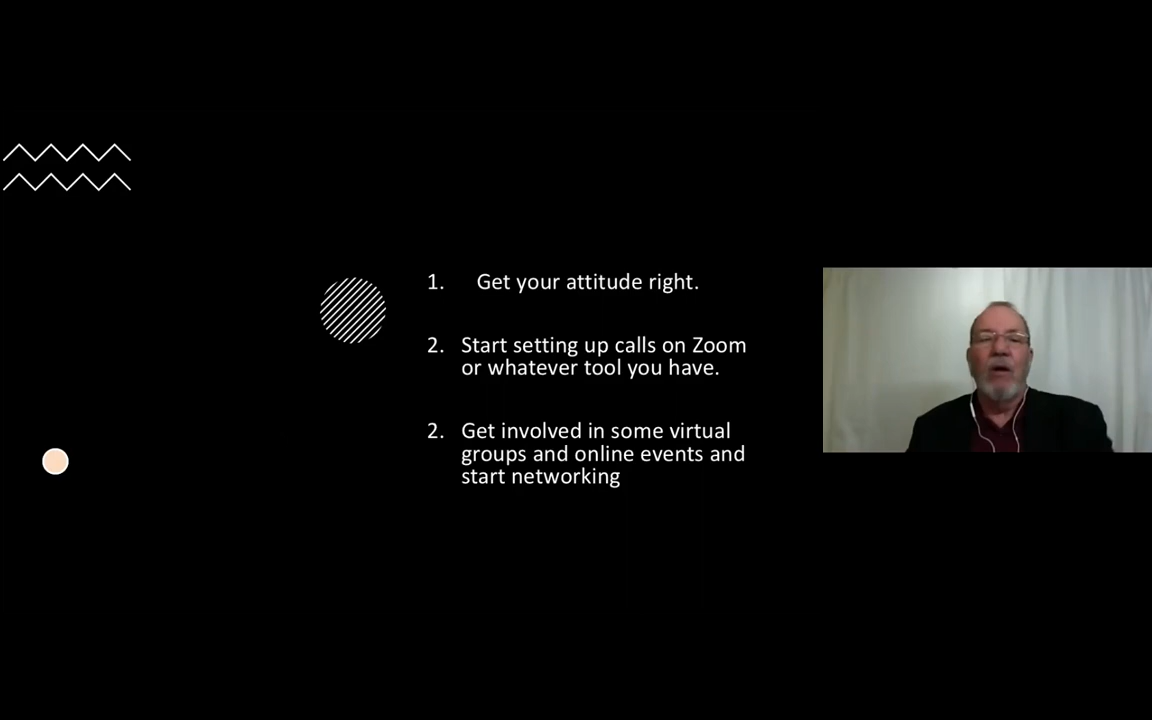 1. Get your attitude right.
2. Start setting up calls on Zoom
or whatever tool you have.
2. Get involved in some virtual
groups and online events and
start networking